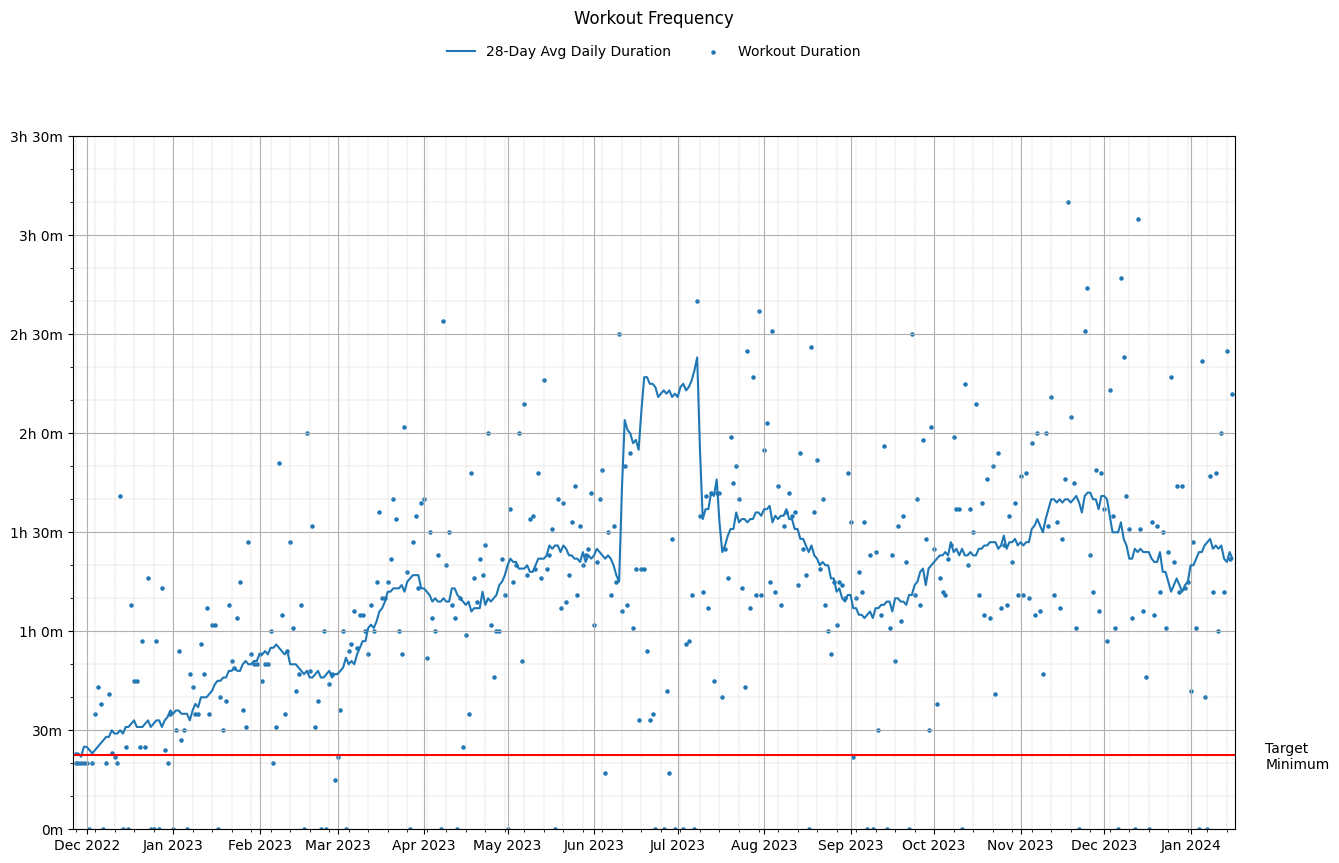 Workout Frequency
28-Day Avg Daily Duration
Workout Duration
3h 30m
3h 0m
2h 30m
2h 0m
1h 30m
1h 0m
30m
0m
Target
Minimum
Dec 2022
Jan 2023
Feb 2023
Mar 2023
Apr 2023
May 2023
Jun 2023
Jul 2023
Aug 2023
Sep 2023
Oct 2023
Nov 2023
Dec 2023
Jan 2024